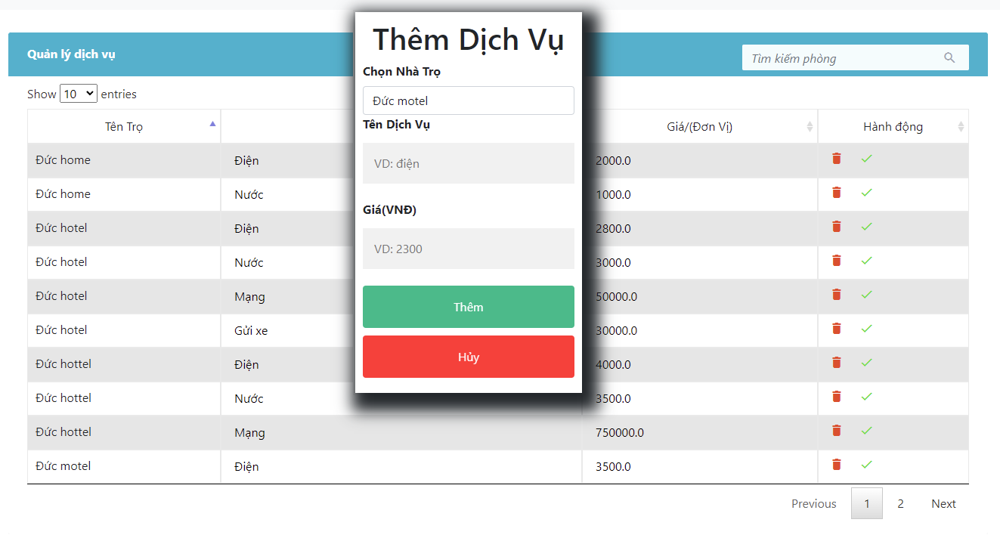 Thêm Dịch Vụ
Chọn Nhà Trọ
Đức motel
Tên Dịch Vụ
VD: điện
Giá(VNĐ)
VD: 2300
Thêm
Hủy
Quản lý dịch vụ
Tìm kiếm phòng
Show 10 entries
Tên Trọ Giá/(Đơn Vị) Hành động
Đức home Điện 2000.0
Đức home Nước 1000.0
Đức hotel Điện 2800.0
Đức hotel Nước 3000.0
Đức hotel Mạng 50000.0
Đức hotel Gửi xe 30000.0
Đức hottel Điện 4000.0
Đức hottel Nước 3500.0
Đức hottel Mạng 750000.0
Đức motel Điện 3500.0
Previous 1 2 Next